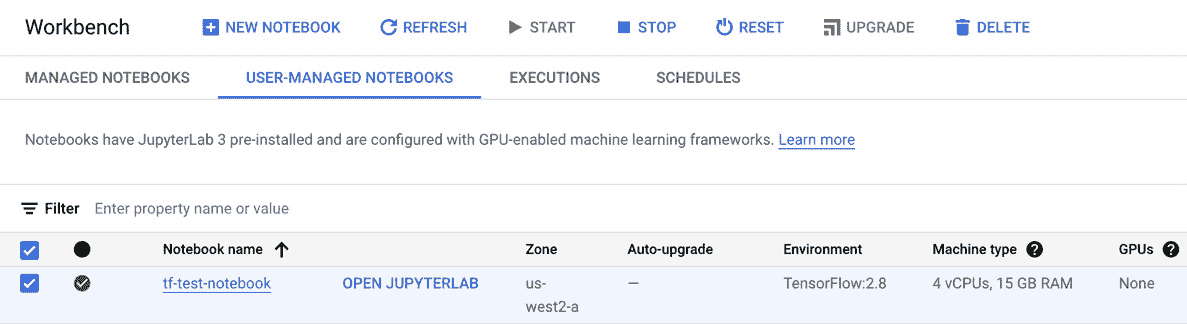 Workbench NEW NOTEBOOK REFRESH START STOP RESET UPGRADE DELETE
MANAGED NOTEBOOKS USER-MANAGED NOTEBOOKS EXECUTIONS SCHEDULES
Notebooks have JupyterLab 3 pre-installed and are configured with GPU-enabled machine learning frameworks. Learn more
Filter Enter property name or value
Notebook name Zone Auto-upgrade Environment Machine type ? GPUs ?
tf-test-notebook OPEN JUPYTERLAB us- — TensorFlow:2.8 4 vCPUs, 15 GB RAM None
west2-a